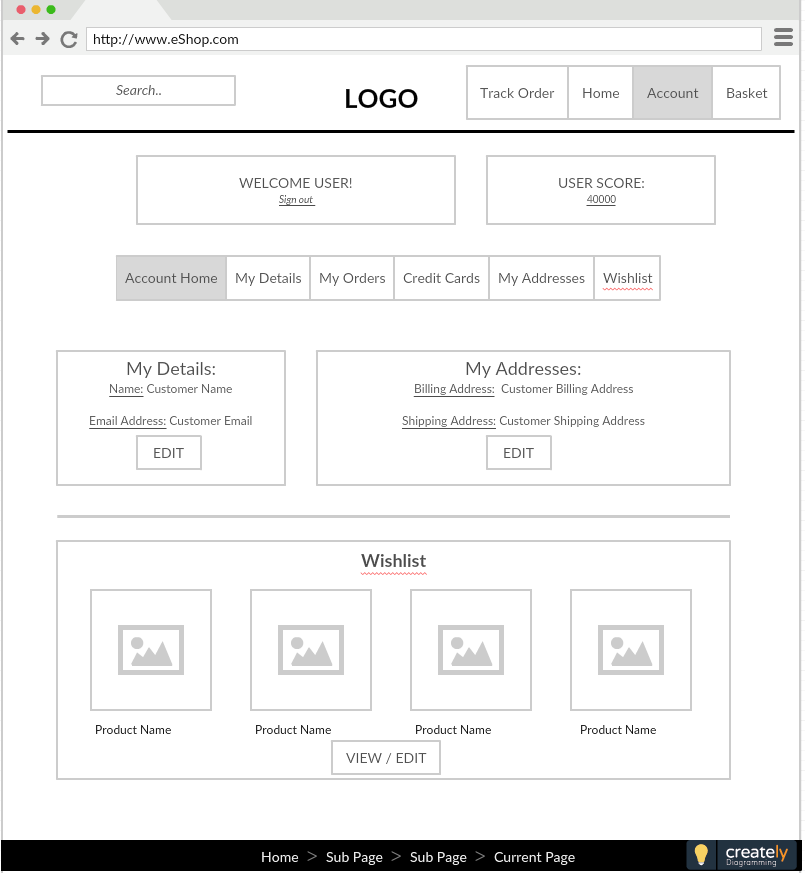 http://www.eShop.com
Search..
LOGO
Track Order
Home
Account
Basket
WELCOME USER!
Sign out
USER SCORE:
40000
Account Home
My Details
My Orders
Credit Cards
My Addresses
Wishlist
My Details:
Name: Customer Name
Email Address: Customer Email
EDIT
My Addresses:
Billing Address: Customer Billing Address
Shipping Address: Customer Shipping Address
EDIT
Wishlist
Product Name
Product Name
Product Name
Product Name
VIEW / EDIT
Home > Sub Page > Sub Page > Current Page
creately
Diagramming